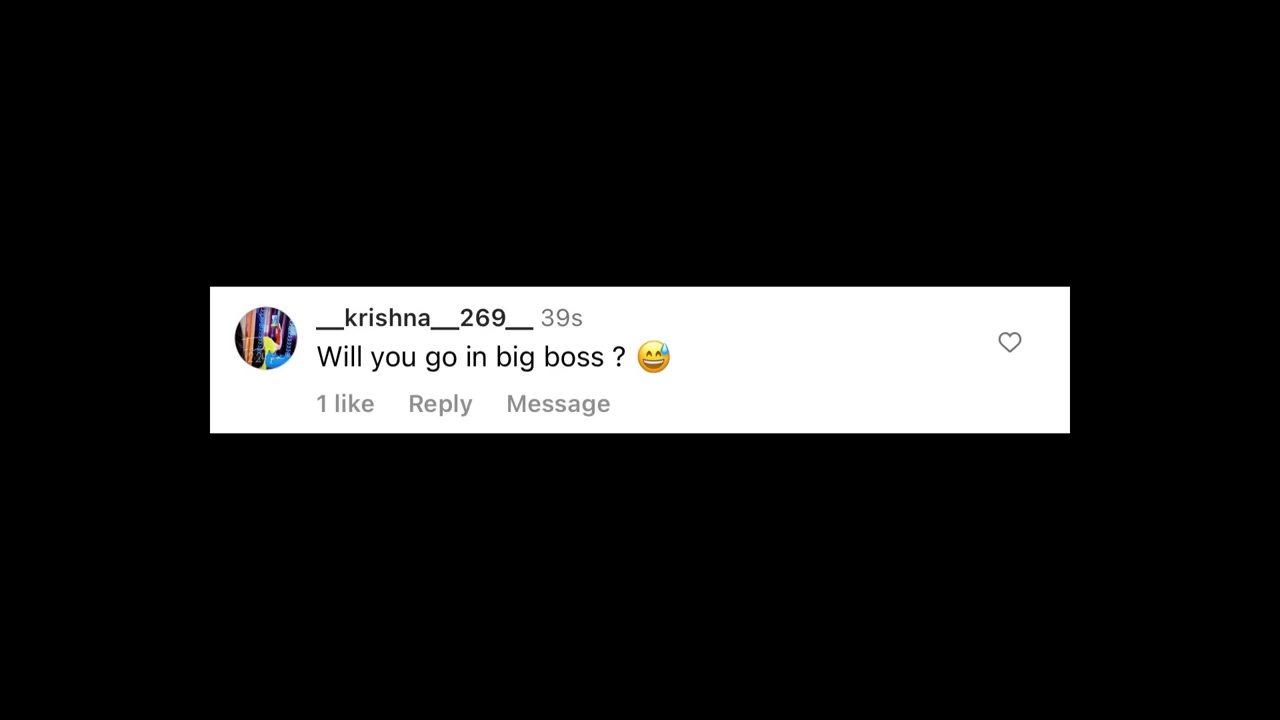 __krishna__269__ 39s
Will you go in big boss ? 😅
1 like Reply Message